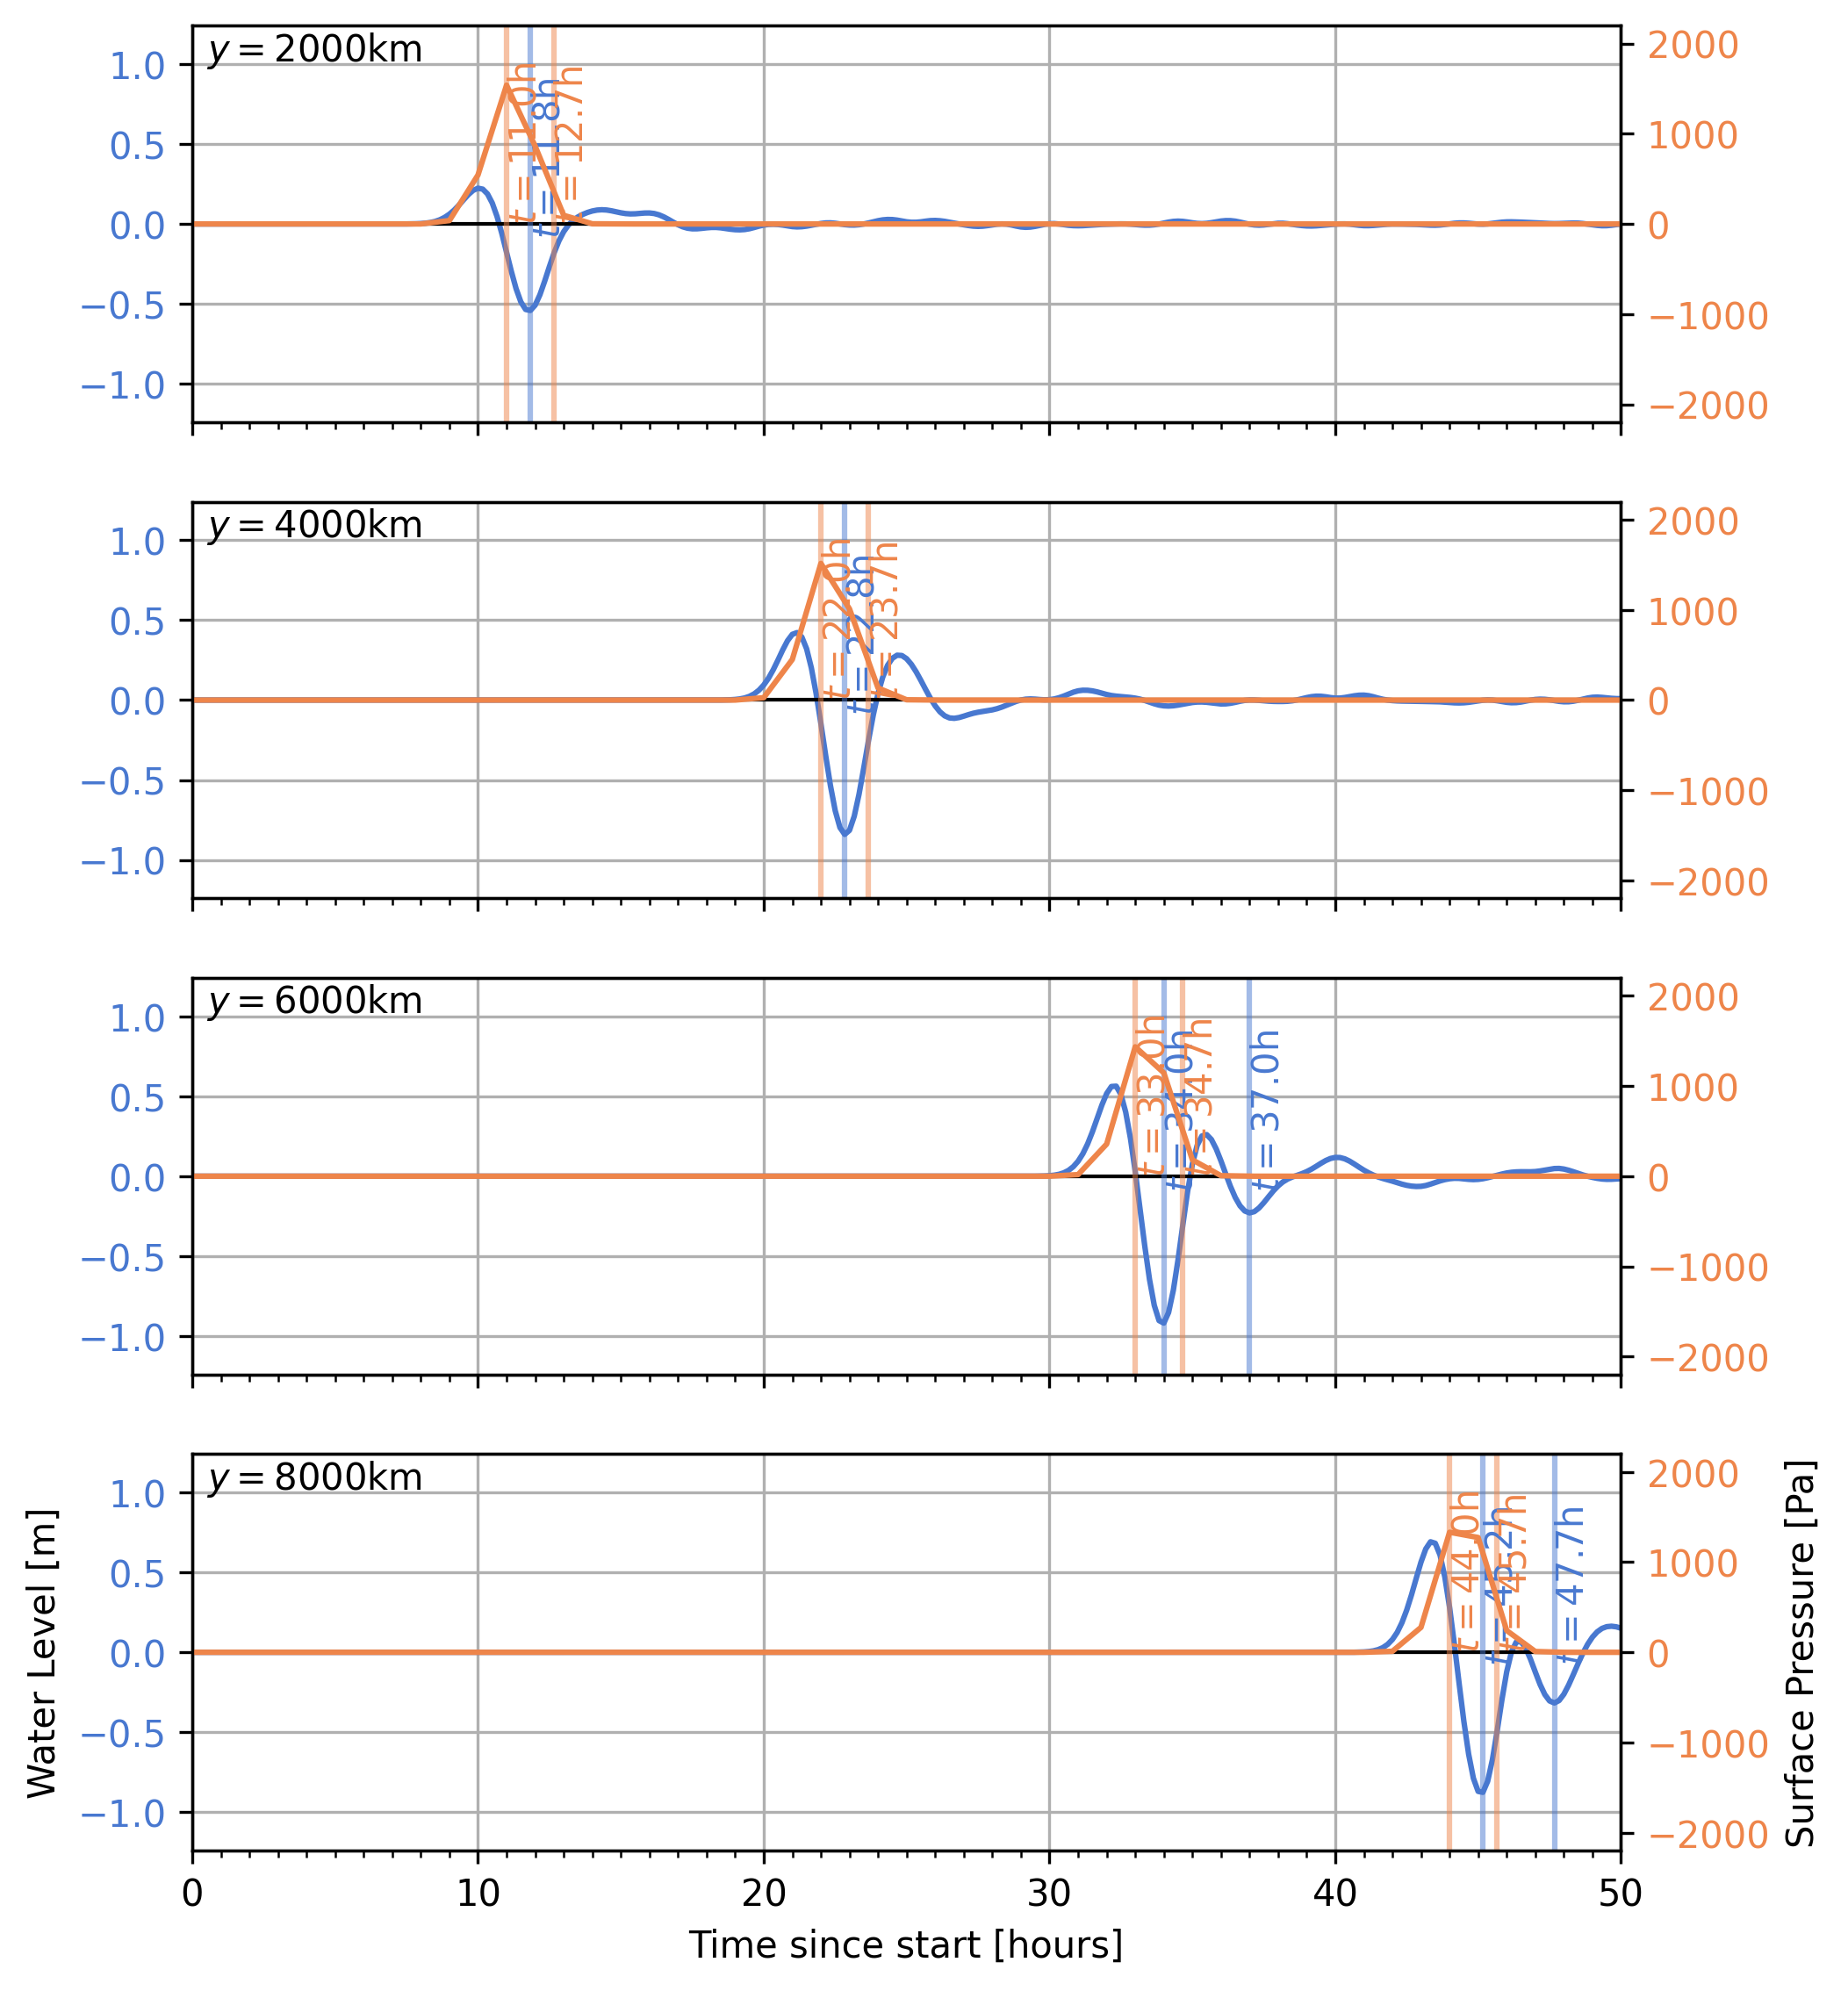 y = 2000km
1.0
0.5
0.0
−0.5
−1.0
t = 11.0h
t = 11.8h
t = 12.7h
2000
1000
0
−1000
−2000
y = 4000km
1.0
0.5
0.0
−0.5
−1.0
t = 22.0h
t = 22.8h
t = 23.7h
2000
1000
0
−1000
−2000
y = 6000km
1.0
0.5
0.0
−0.5
−1.0
t = 33.0h
t = 34.0h
t = 34.7h
t = 37.0h
2000
1000
0
−1000
−2000
y = 8000km
1.0
0.5
0.0
−0.5
−1.0
t = 44.0h
t = 45.2h
t = 45.7h
t = 47.7h
2000
1000
0
−1000
−2000
Water Level [m]
Surface Pressure [Pa]
0 10 20 30 40 50
Time since start [hours]